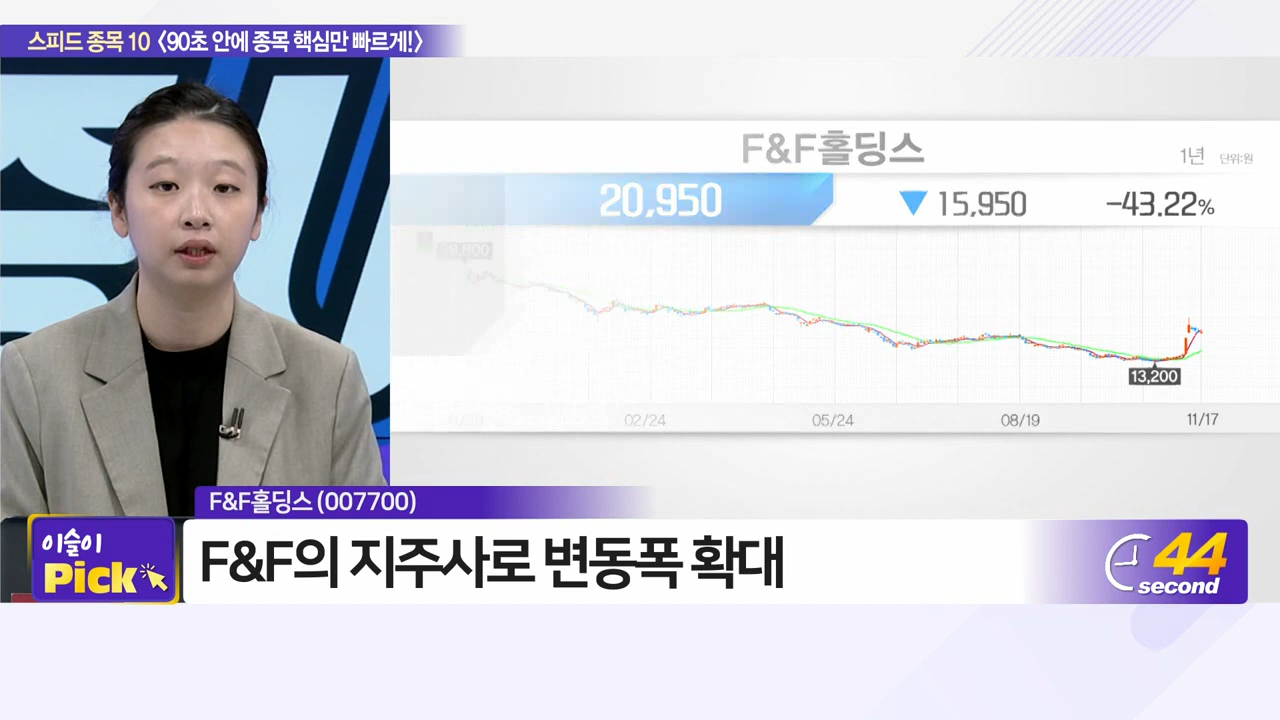 스피드 종목 10 <90초 안에 종목 핵심만 빠르게!>
F&F홀딩스
1년 단위:원
20,950 ▼ 15,950 -43.22%
13,200
02/24 05/24 08/19 11/17
F&F홀딩스 (007700)
이슬이
Pick
F&F의 지주사로 변동폭 확대
44
second